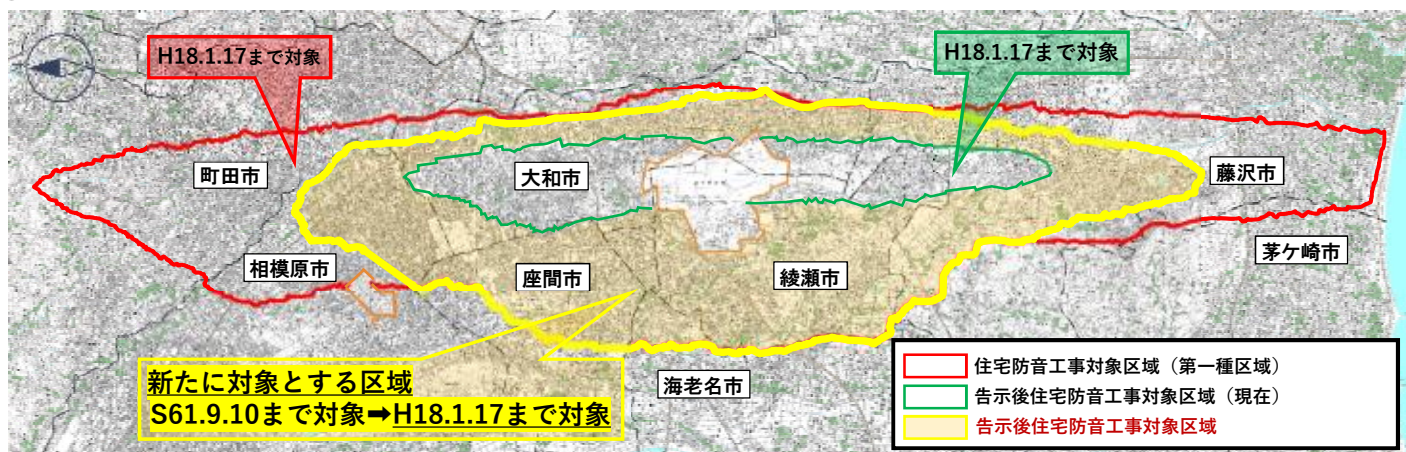 H18.1.17まで対象
H18.1.17まで対象
町田市
大和市
藤沢市
相模原市
座間市
綾瀬市
茅ケ崎市
海老名市
新たに対象とする区域
S61.9.10まで対象➡H18.1.17まで対象
住宅防音工事対象区域（第一種区域）
告示後住宅防音工事対象区域（現在）
告示後住宅防音工事対象区域